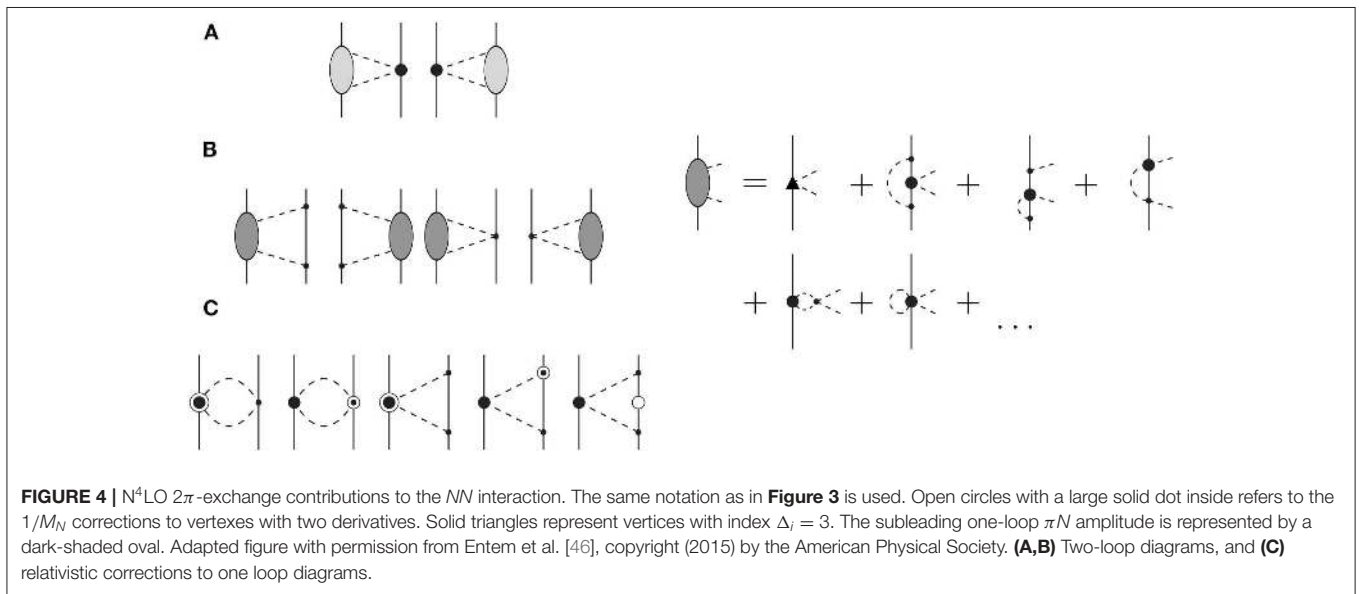 A
B
=
+
+
+
C
+
+
+
. . .
FIGURE 4 | N⁴LO 2π-exchange contributions to the NN interaction. The same notation as in Figure 3 is used. Open circles with a large solid dot inside refers to the
1/M_N corrections to vertexes with two derivatives. Solid triangles represent vertices with index Δᵢ = 3. The subleading one-loop πN amplitude is represented by a
dark-shaded oval. Adapted figure with permission from Entem et al. [46], copyright (2015) by the American Physical Society. (A,B) Two-loop diagrams, and (C)
relativistic corrections to one loop diagrams.